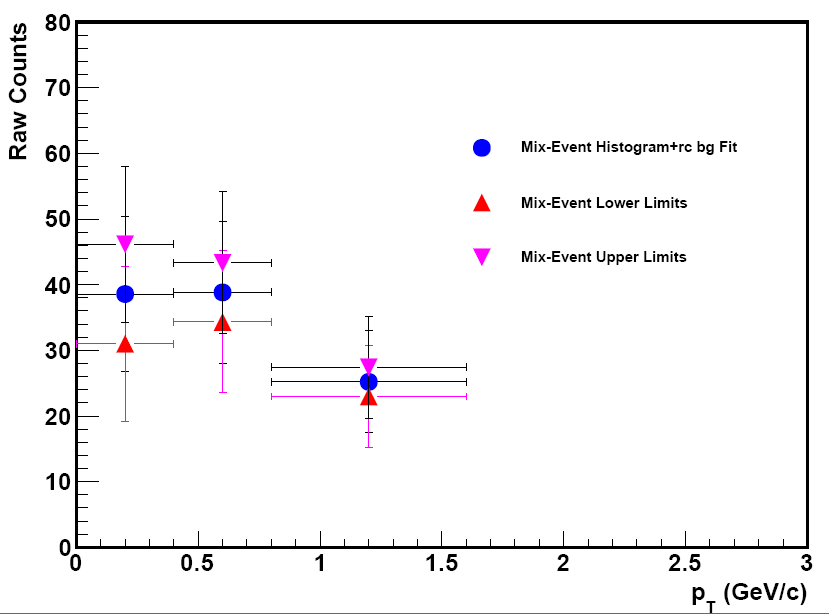 Raw Counts
80
70
60
50
40
30
20
10
0
Mix-Event Histogram+rc bg Fit
Mix-Event Lower Limits
Mix-Event Upper Limits
0 0.5 1 1.5 2 2.5 3
pT (GeV/c)